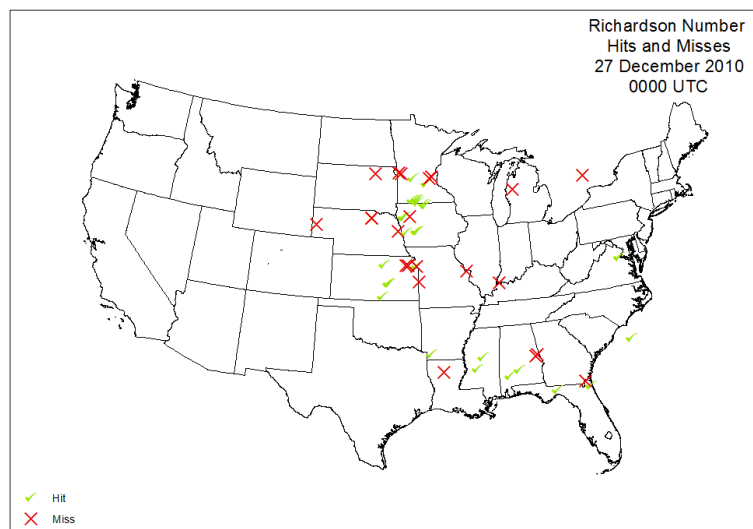 Richardson Number
Hits and Misses
27 December 2010
0000 UTC
Hit
Miss